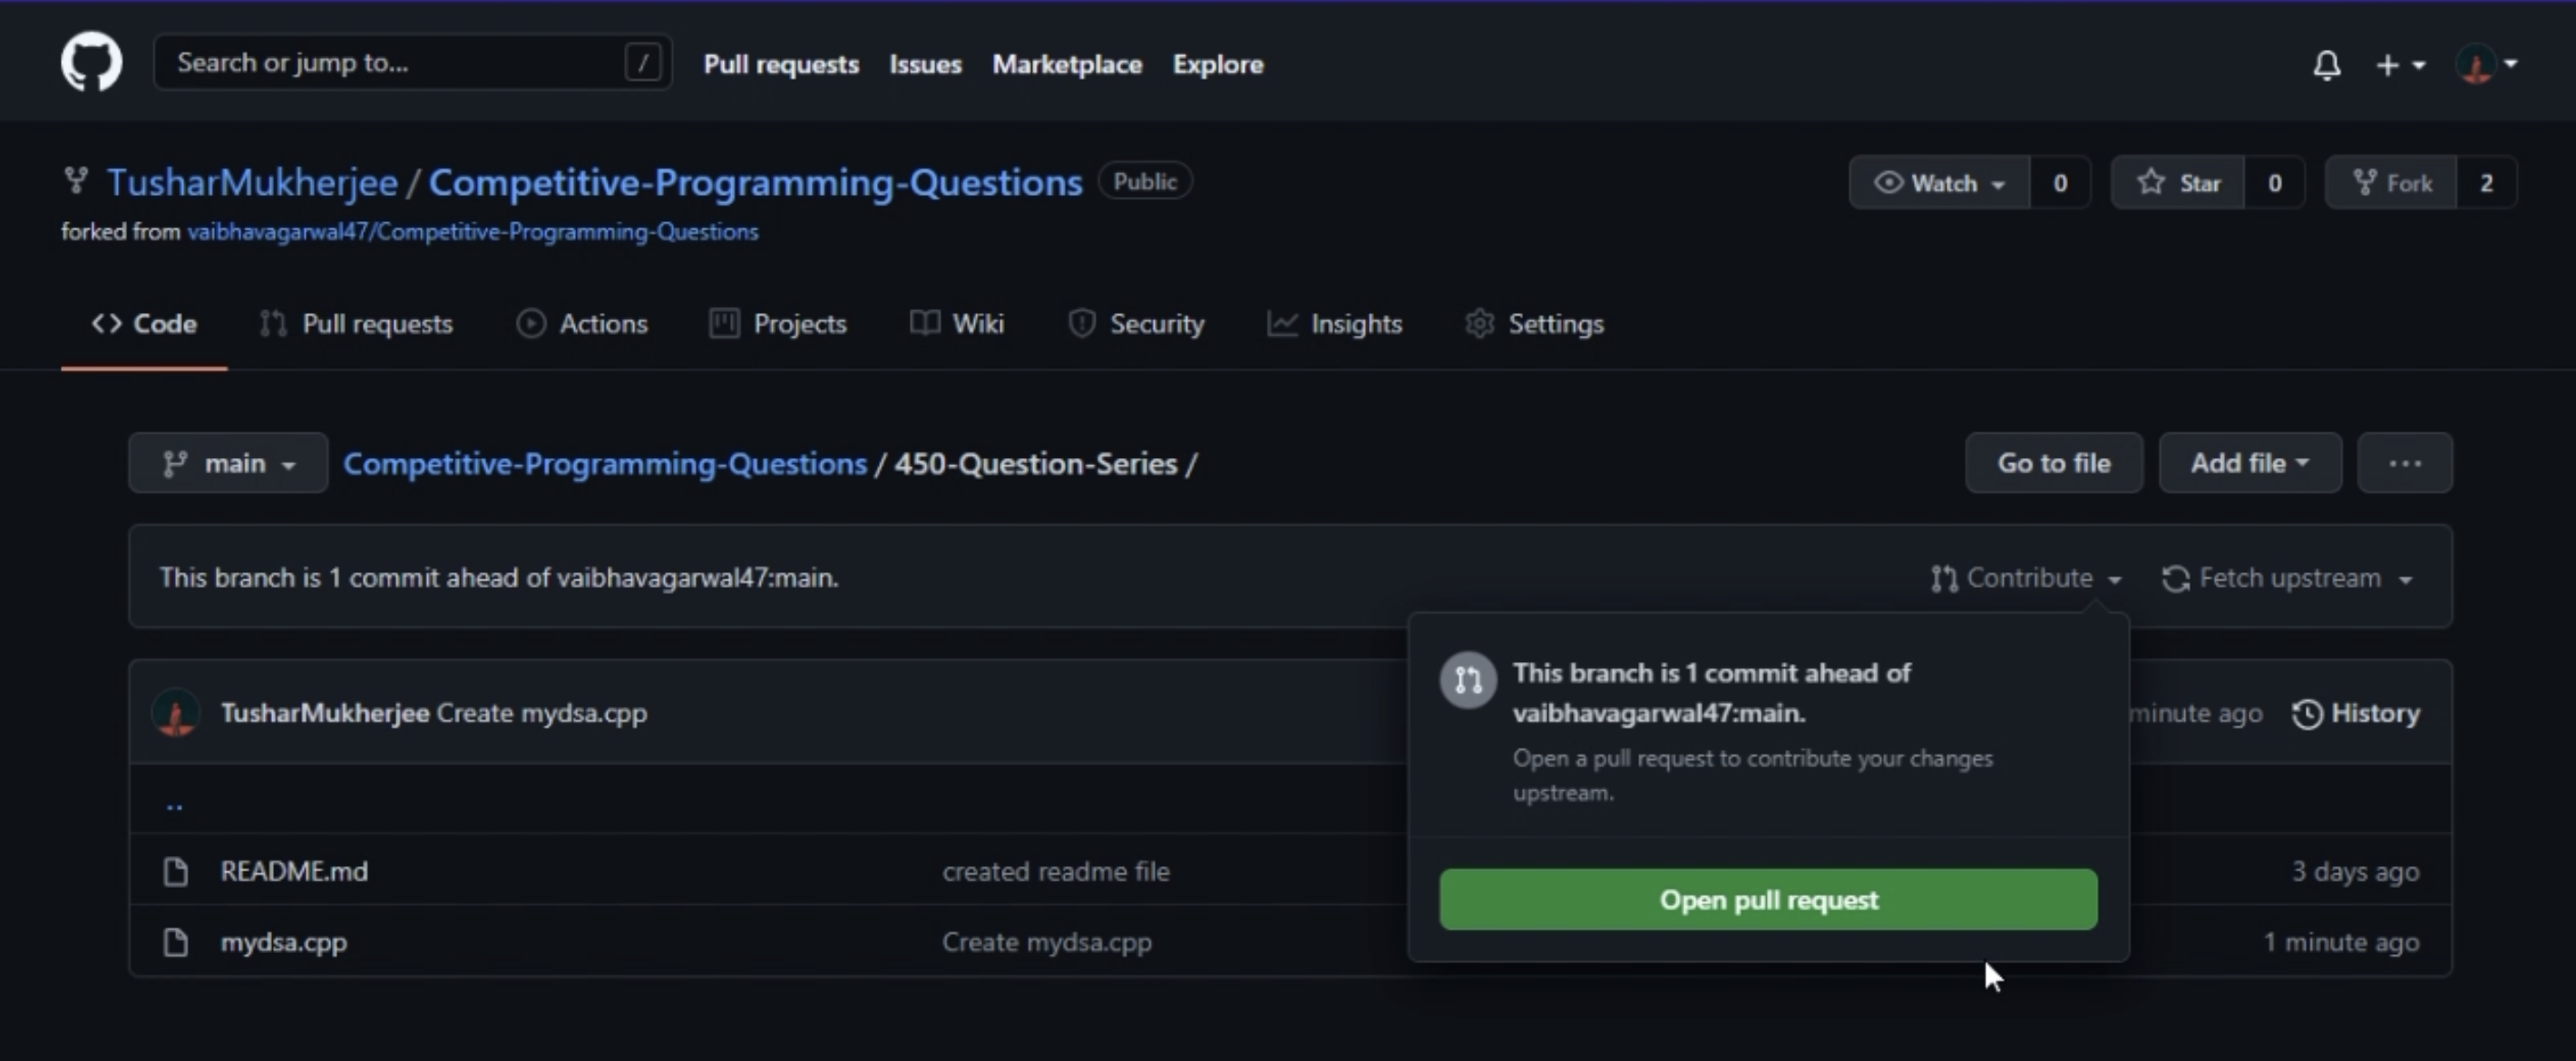 Search or jump to... / Pull requests Issues Marketplace Explore
TusharMukherjee / Competitive-Programming-Questions Public Watch 0 Star 0 Fork 2
forked from vaibhavagarwal47/Competitive-Programming-Questions
Code Pull requests Actions Projects Wiki Security Insights Settings
main Competitive-Programming-Questions / 450-Question-Series / Go to file Add file ...
This branch is 1 commit ahead of vaibhavagarwal47:main. Contribute Fetch upstream
This branch is 1 commit ahead of
vaibhavagarwal47:main.
Open a pull request to contribute your changes
upstream.
Open pull request
TusharMukherjee Create mydsa.cpp minute ago History
..
README.md created readme file 3 days ago
mydsa.cpp Create mydsa.cpp 1 minute ago